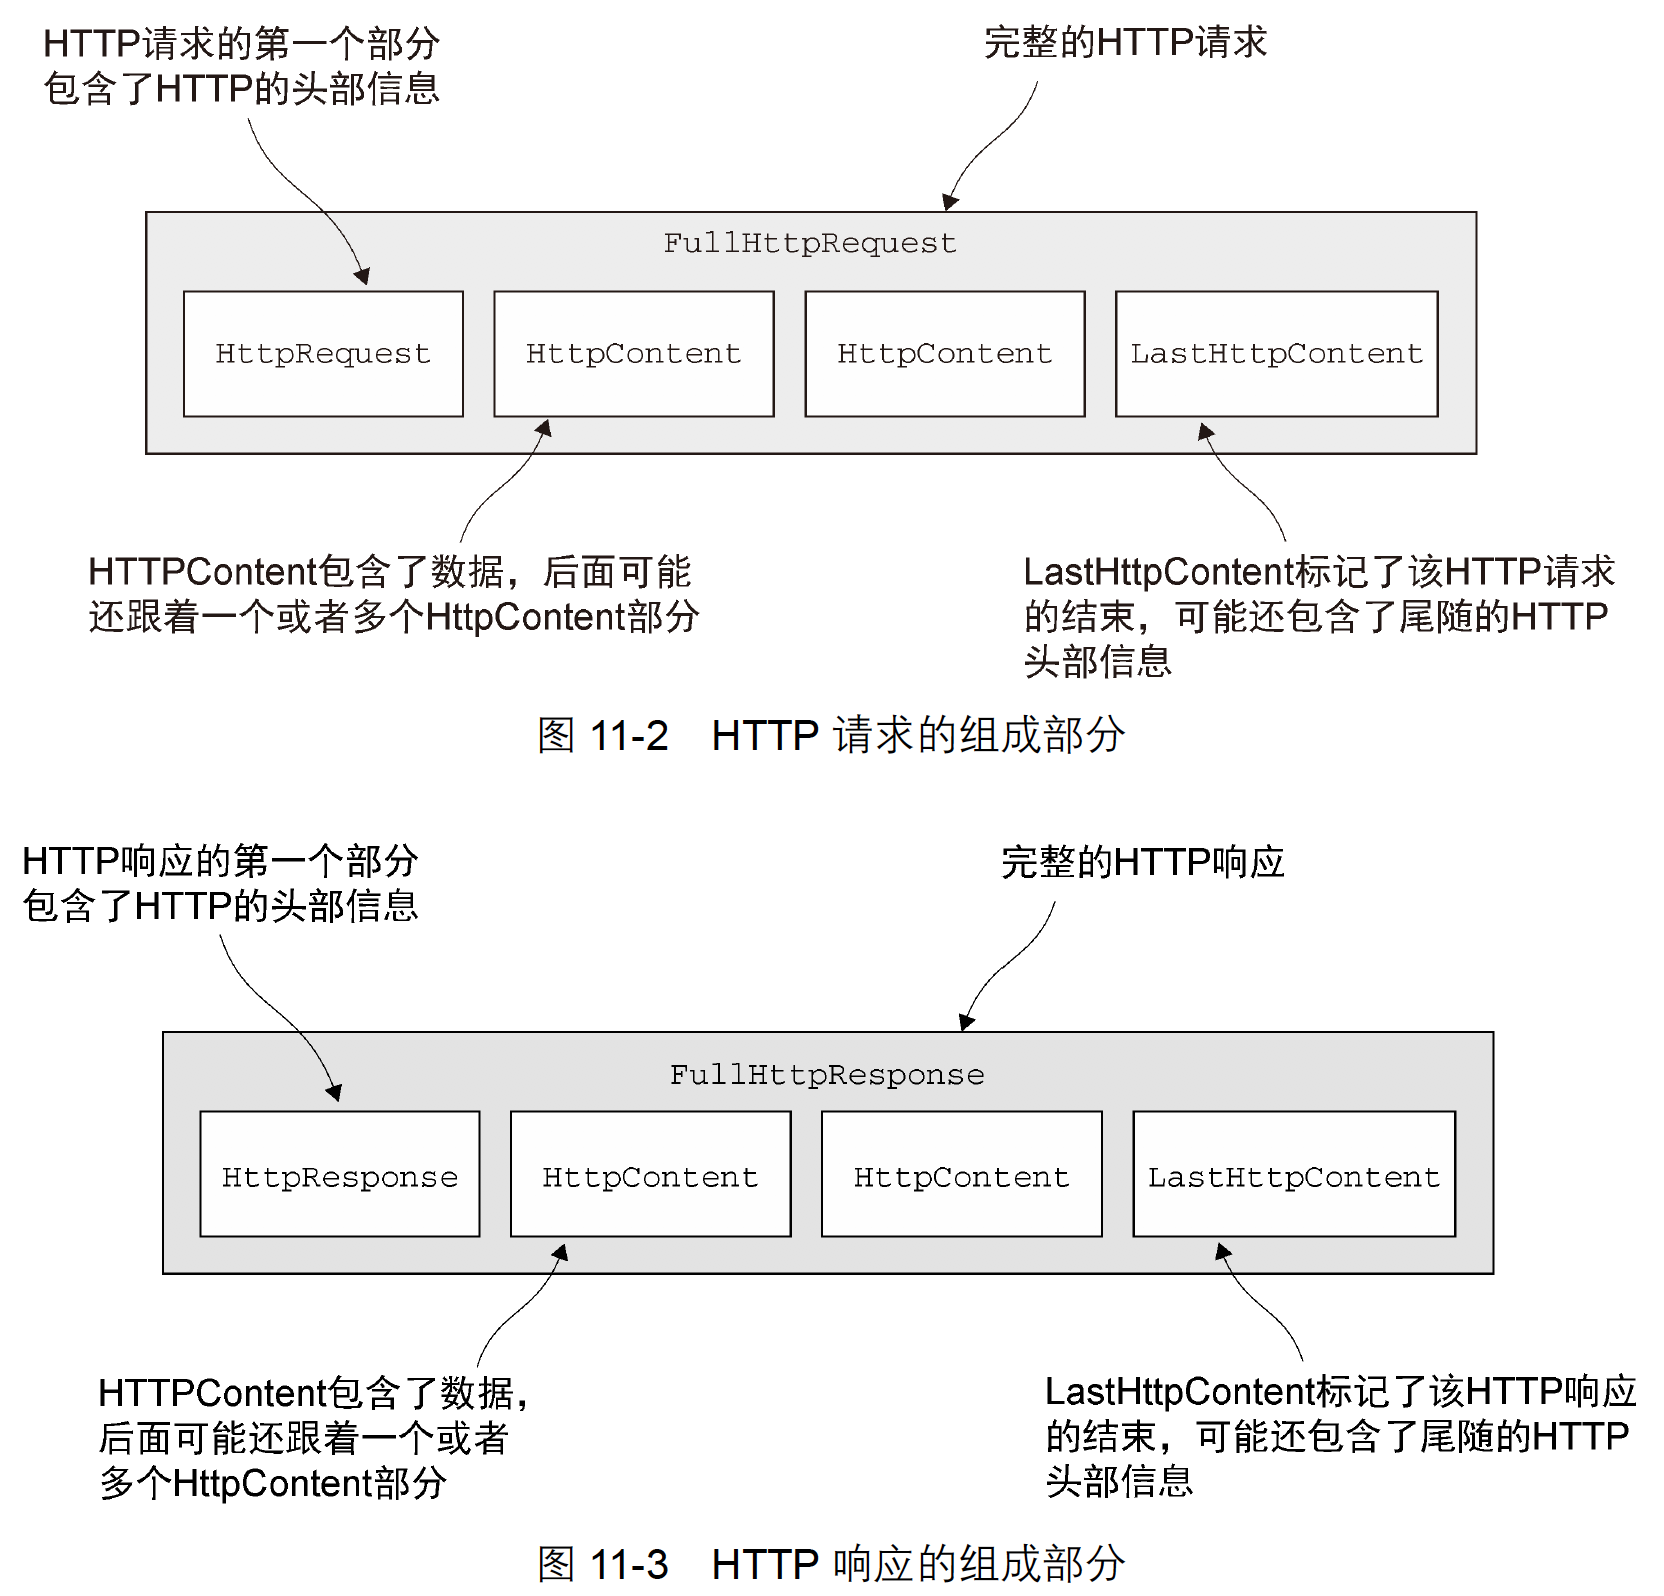 HTTP请求的第一个部分
包含了HTTP的头部信息
完整的HTTP请求
FullHttpRequest
HttpRequest
HttpContent
HttpContent
LastHttpContent
HTTPContent包含了数据，后面可能
还跟着一个或者多个HttpContent部分
LastHttpContent标记了该HTTP请求
的结束，可能还包含了尾随的HTTP
头部信息
图 11-2 HTTP 请求的组成部分
HTTP响应的第一个部分
包含了HTTP的头部信息
完整的HTTP响应
FullHttpResponse
HttpResponse
HttpContent
HttpContent
LastHttpContent
HTTPContent包含了数据，
后面可能还跟着一个或者
多个HttpContent部分
LastHttpContent标记了该HTTP响应
的结束，可能还包含了尾随的HTTP
头部信息
图 11-3 HTTP 响应的组成部分